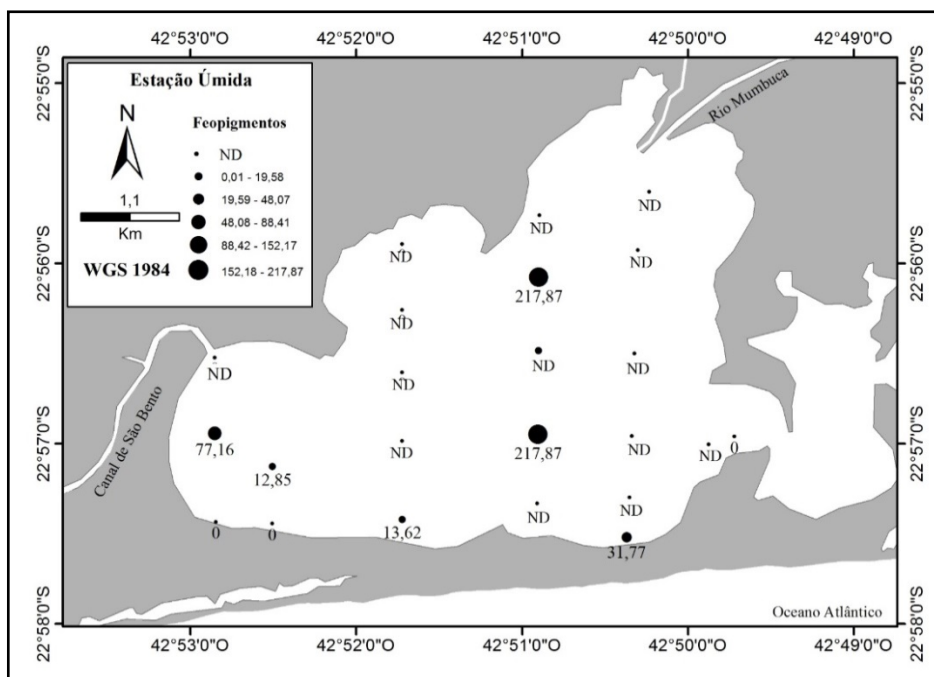 42°53'0"O 42°52'0"O 42°51'0"O 42°50'0"O 42°49'0"O
22°55'0"S
22°56'0"S
22°57'0"S
22°58'0"S
Estação Úmida
N
1,1
Km
WGS 1984
Feopigmentos
ND
0,01 - 19,58
19,59 - 48,07
48,08 - 88,41
88,42 - 152,17
152,18 - 217,87
Rio Mumbuca
Canal de São Bento
Oceano Atlântico
ND
ND
ND
ND
217,87
ND
ND
ND
ND
ND
77,16
12,85
ND
217,87
ND
ND
0
0
0
13,62
ND
ND
31,77
22°55'0"S
22°56'0"S
22°57'0"S
22°58'0"S
42°53'0"O 42°52'0"O 42°51'0"O 42°50'0"O 42°49'0"O